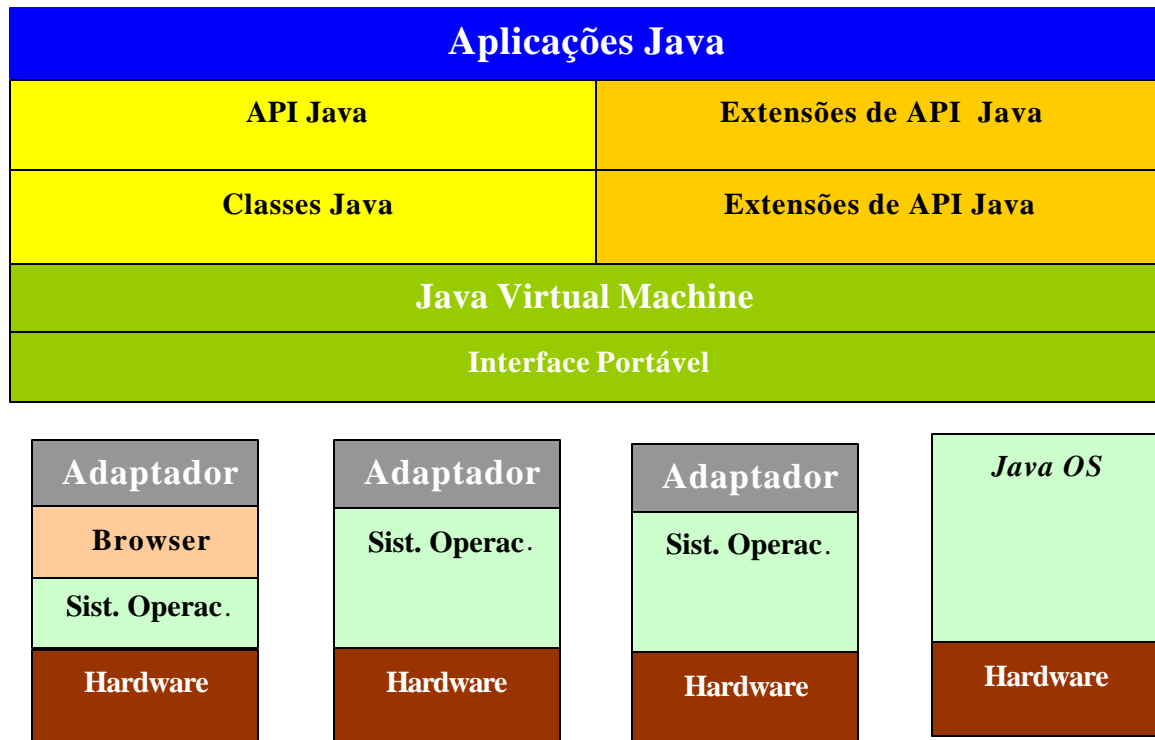 Aplicações Java
API Java
Extensões de API Java
Classes Java
Extensões de API Java
Java Virtual Machine
Interface Portável
Adaptador
Browser
Sist. Operac.
Hardware
Adaptador
Sist. Operac.
Hardware
Adaptador
Sist. Operac.
Hardware
Java OS
Hardware